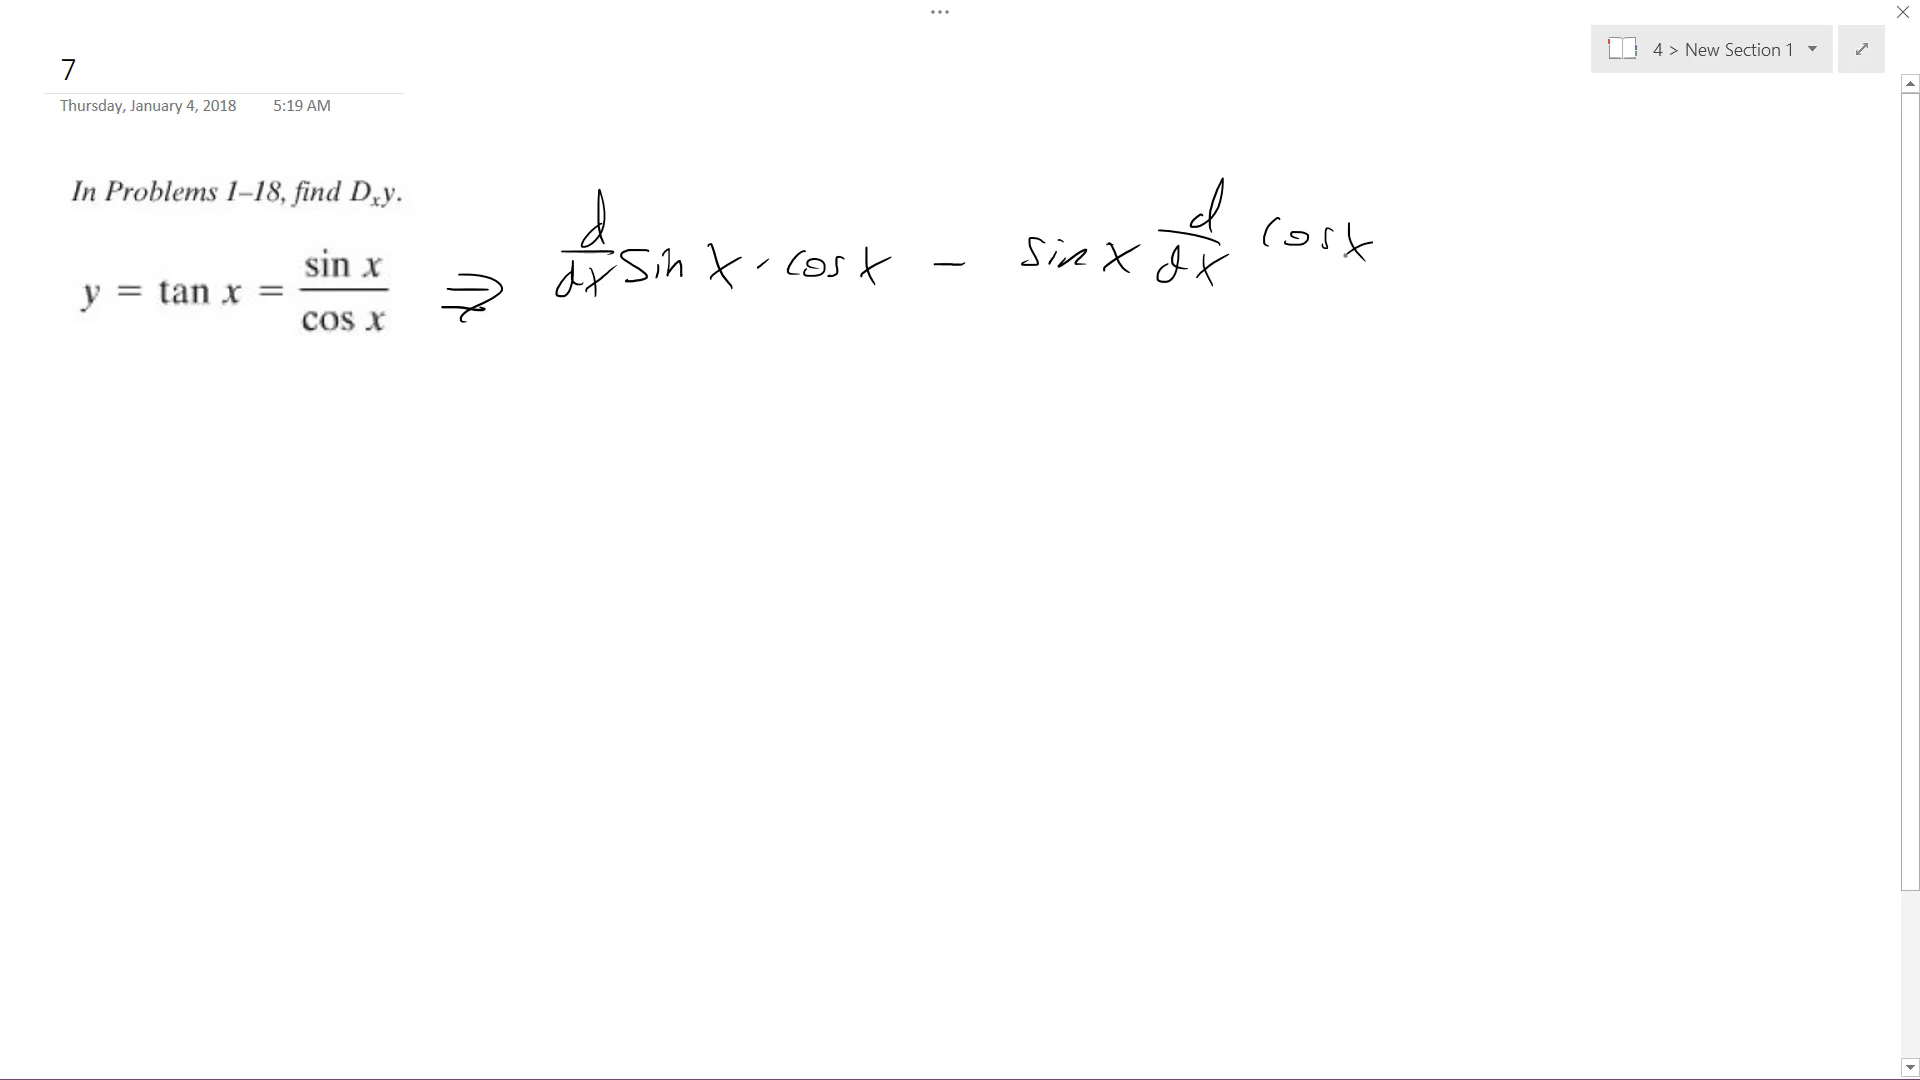 4 > New Section 1
7
Thursday, January 4, 2018 5:19 AM
In Problems 1–18, find Dₓy.
y = tan x = sin x / cos x ⇒ d/dx sin x · cos x − sin x d/dx cos x